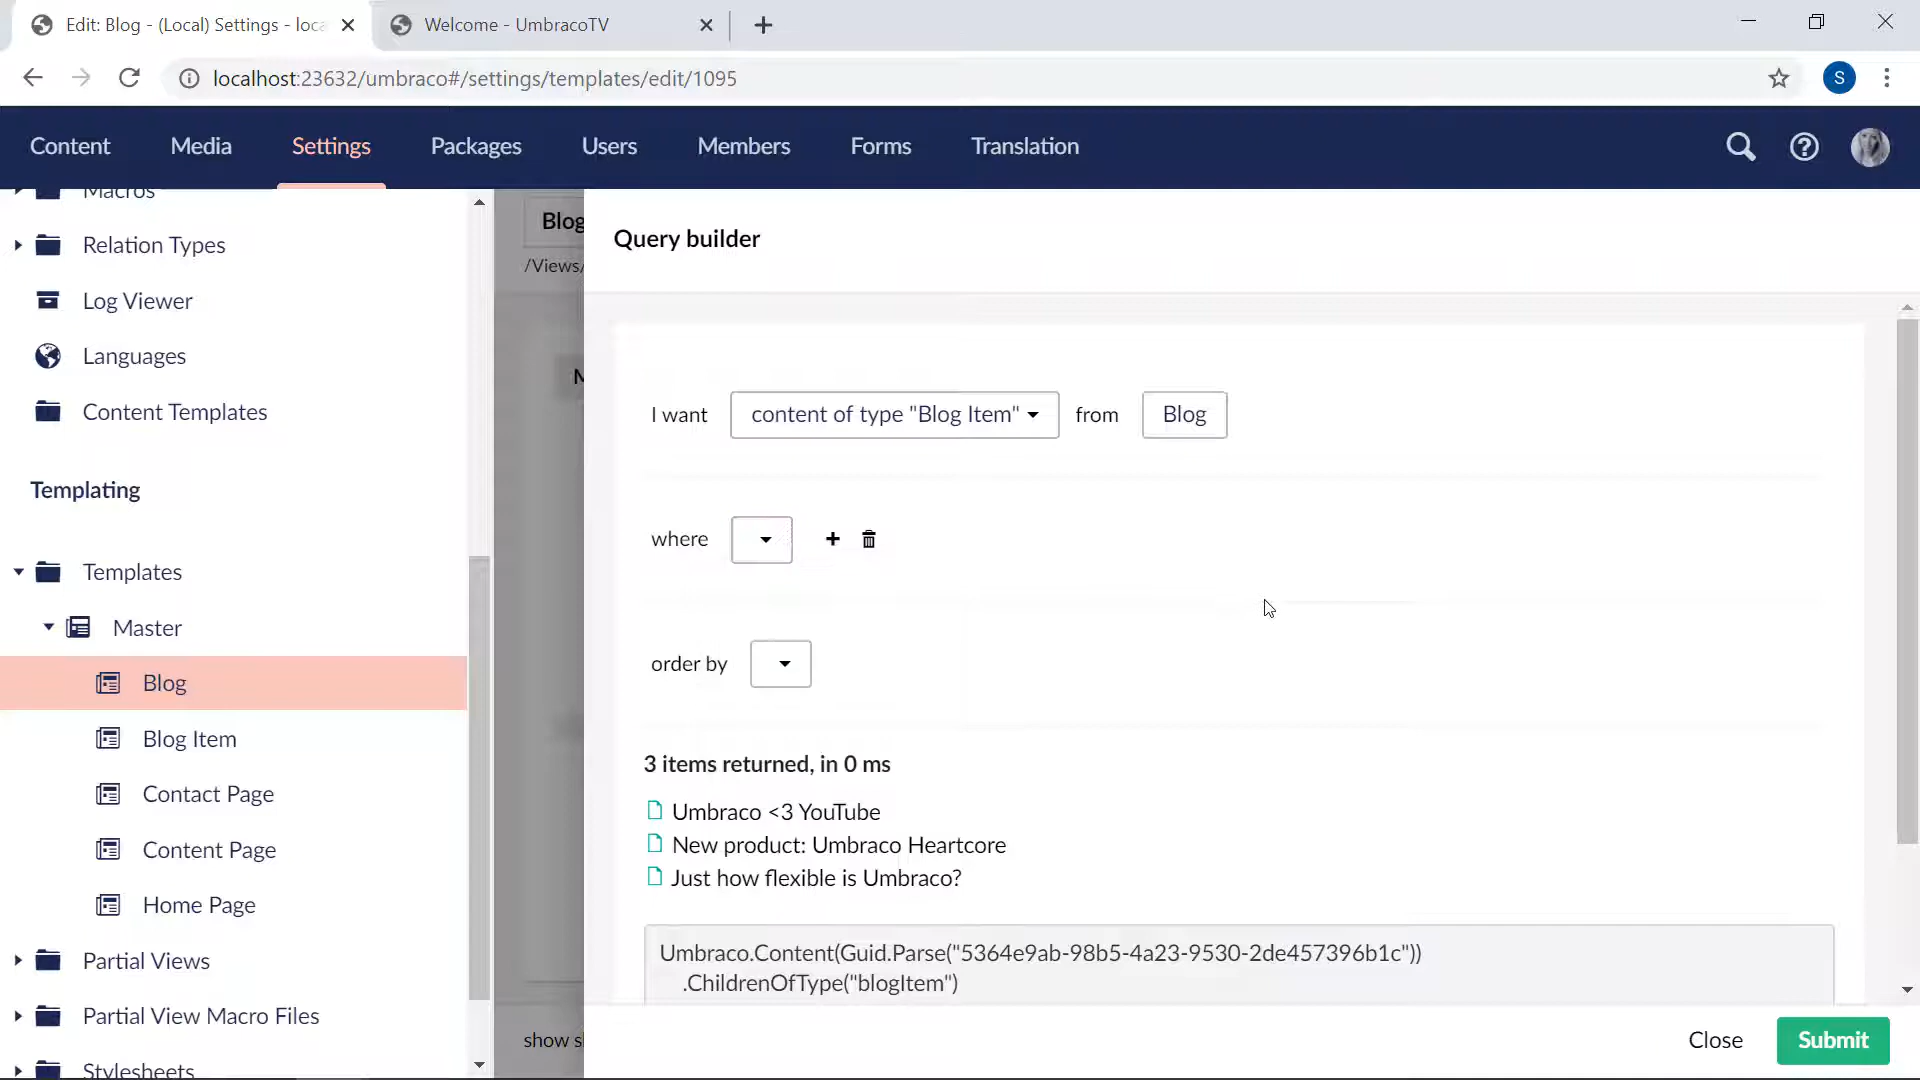 Edit: Blog - (Local) Settings - loca
Welcome - UmbracoTV
localhost:23632/umbraco#/settings/templates/edit/1095
S
Content Media Settings Packages Users Members Forms Translation
Macros
Relation Types
Log Viewer
Languages
Content Templates
Templating
Templates
Master
Blog
Blog Item
Contact Page
Content Page
Home Page
Partial Views
Partial View Macro Files
Stylesheets
Blog
/Views/
show s
Query builder
I want content of type "Blog Item" from Blog
where
order by
3 items returned, in 0 ms
Umbraco <3 YouTube
New product: Umbraco Heartcore
Just how flexible is Umbraco?
Umbraco.Content(Guid.Parse("5364e9ab-98b5-4a23-9530-2de457396b1c"))
.ChildrenOfType("blogItem")
Close Submit